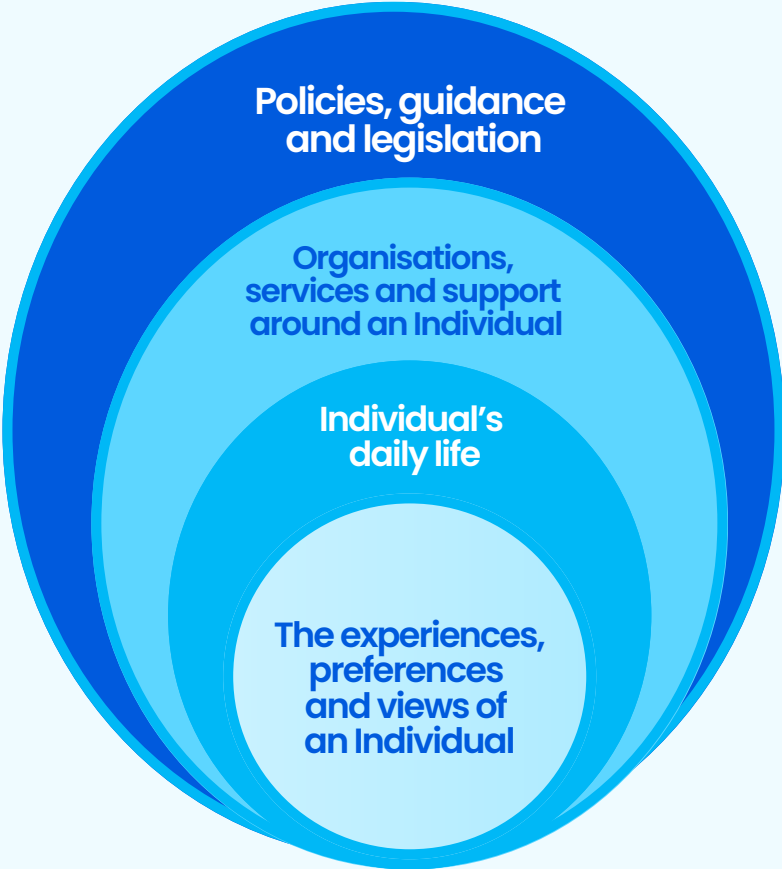 Policies, guidance
and legislation
Organisations,
services and support
around an Individual
Individual’s
daily life
The experiences,
preferences
and views of
an Individual